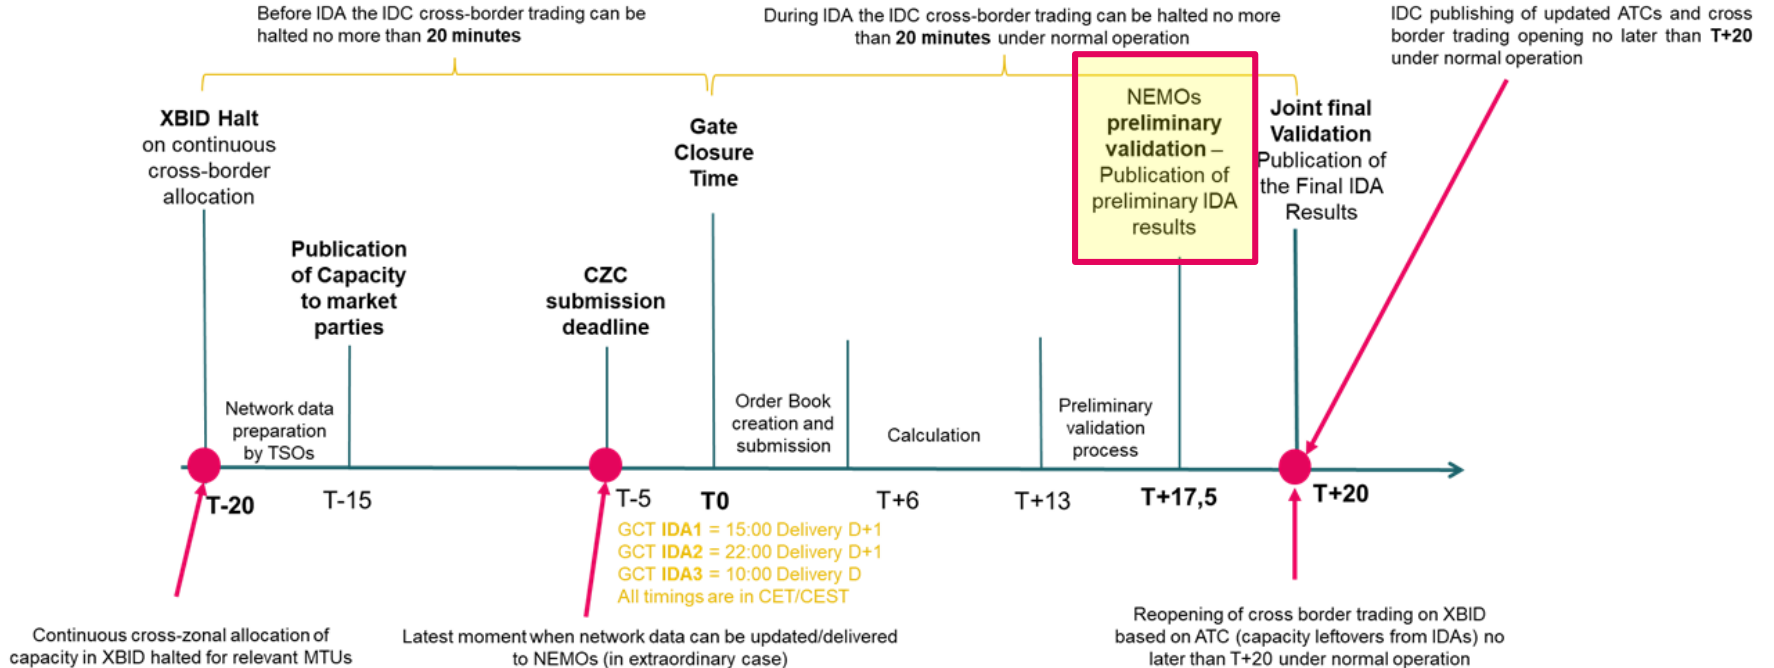 Before IDA the IDC cross-border trading can be
halted no more than 20 minutes
During IDA the IDC cross-border trading can be halted no more
than 20 minutes under normal operation
IDC publishing of updated ATCs and cross
border trading opening no later than T+20
under normal operation
XBID Halt
on continuous
cross-border
allocation
Publication
of Capacity
to market
parties
CZC
submission
deadline
Gate
Closure
Time
NEMOs
preliminary
validation –
Publication of
preliminary IDA
results
Joint final
Validation
Publication of
the Final IDA
Results
Network data
preparation
by TSOs
Order Book
creation and
submission
Calculation
Preliminary
validation
process
T-20
T-15
T-5
T0
T+6
T+13
T+17,5
T+20
GCT IDA1 = 15:00 Delivery D+1
GCT IDA2 = 22:00 Delivery D+1
GCT IDA3 = 10:00 Delivery D
All timings are in CET/CEST
Continuous cross-zonal allocation of
capacity in XBID halted for relevant MTUs
Latest moment when network data can be updated/delivered
to NEMOs (in extraordinary case)
Reopening of cross border trading on XBID
based on ATC (capacity leftovers from IDAs) no
later than T+20 under normal operation